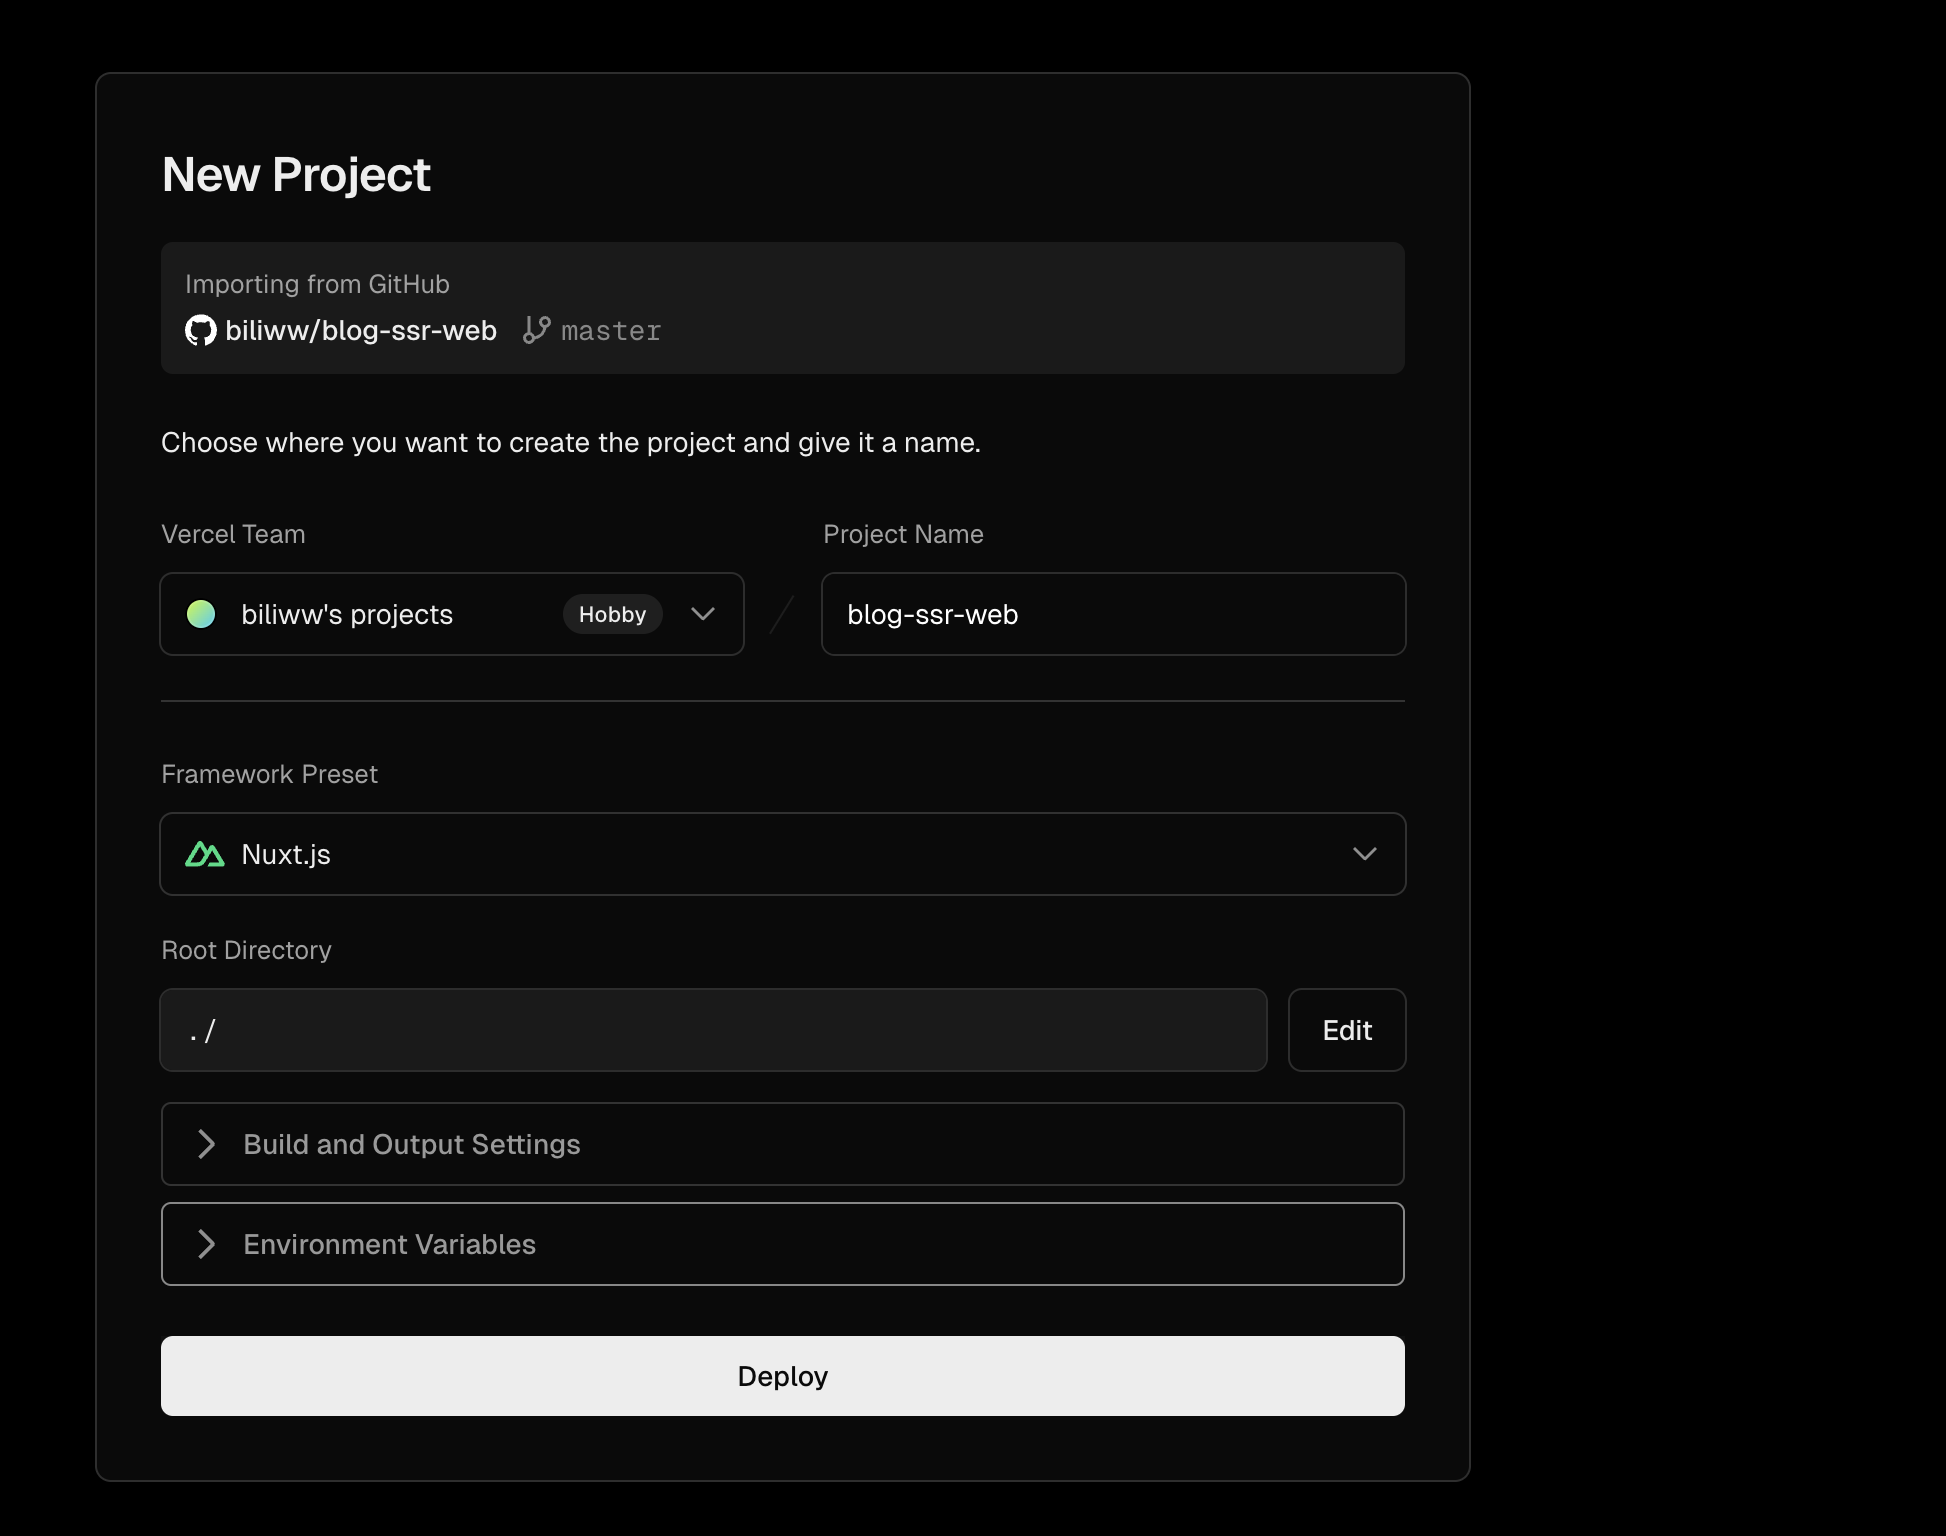 New Project
Importing from GitHub
biliww/blog-ssr-web master
Choose where you want to create the project and give it a name.
Vercel Team
Project Name
biliww's projects Hobby / blog-ssr-web
Framework Preset
Nuxt.js
Root Directory
./
Edit
Build and Output Settings
Environment Variables
Deploy